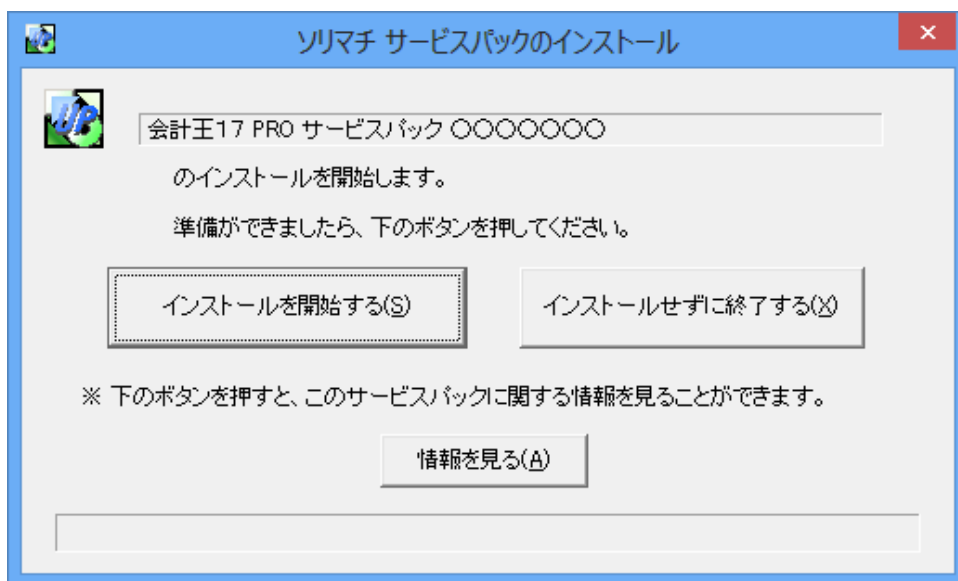 ソリマチ サービスパックのインストール
UP
会計王17 PRO サービスパック 〇〇〇〇〇〇〇
のインストールを開始します。
準備ができましたら、下のボタンを押してください。
インストールを開始する(S)
インストールせずに終了する(X)
※ 下のボタンを押すと、このサービスパックに関する情報を見ることができます。
情報を見る(A)